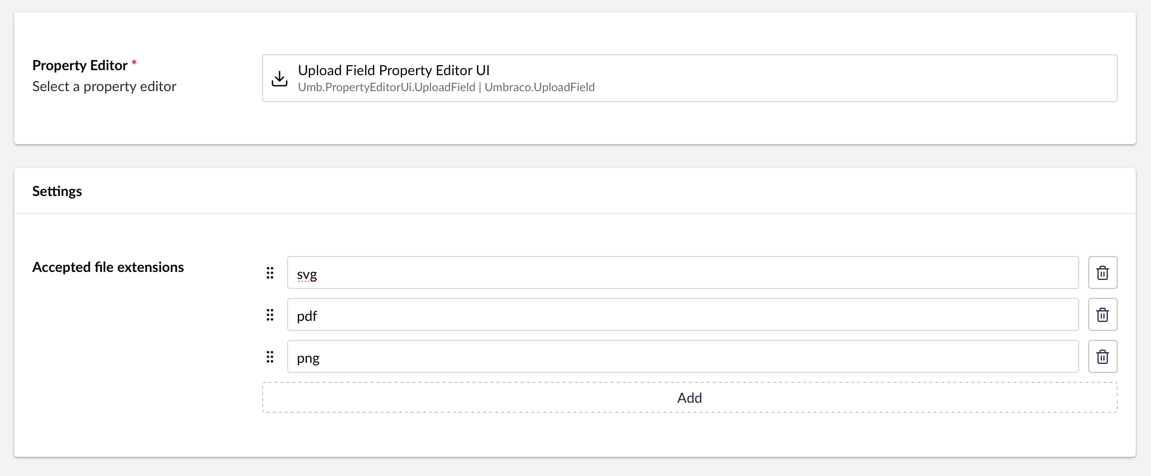 Property Editor *
Select a property editor
Upload Field Property Editor UI
Umb.PropertyEditorUi.UploadField | Umbraco.UploadField
Settings
Accepted file extensions
svg
pdf
png
Add